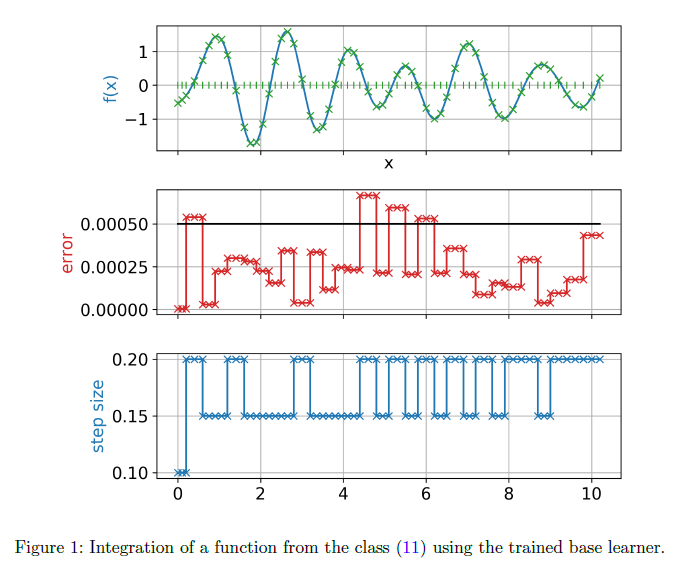 f(x)
1
0
−1
x
error
0.00050
0.00025
0.00000
step size
0.20
0.15
0.10
0 2 4 6 8 10
Figure 1: Integration of a function from the class (11) using the trained base learner.